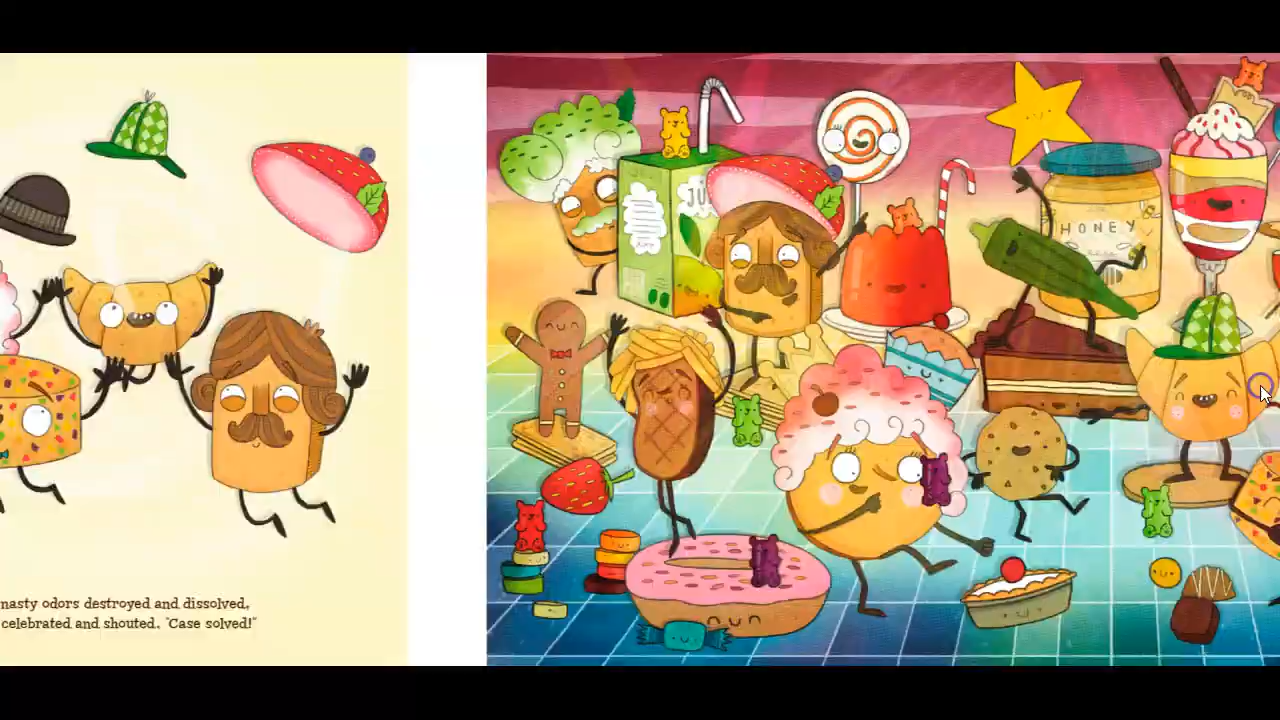 nasty odors destroyed and dissolved,
celebrated and shouted, "Case solved!"
HONEY